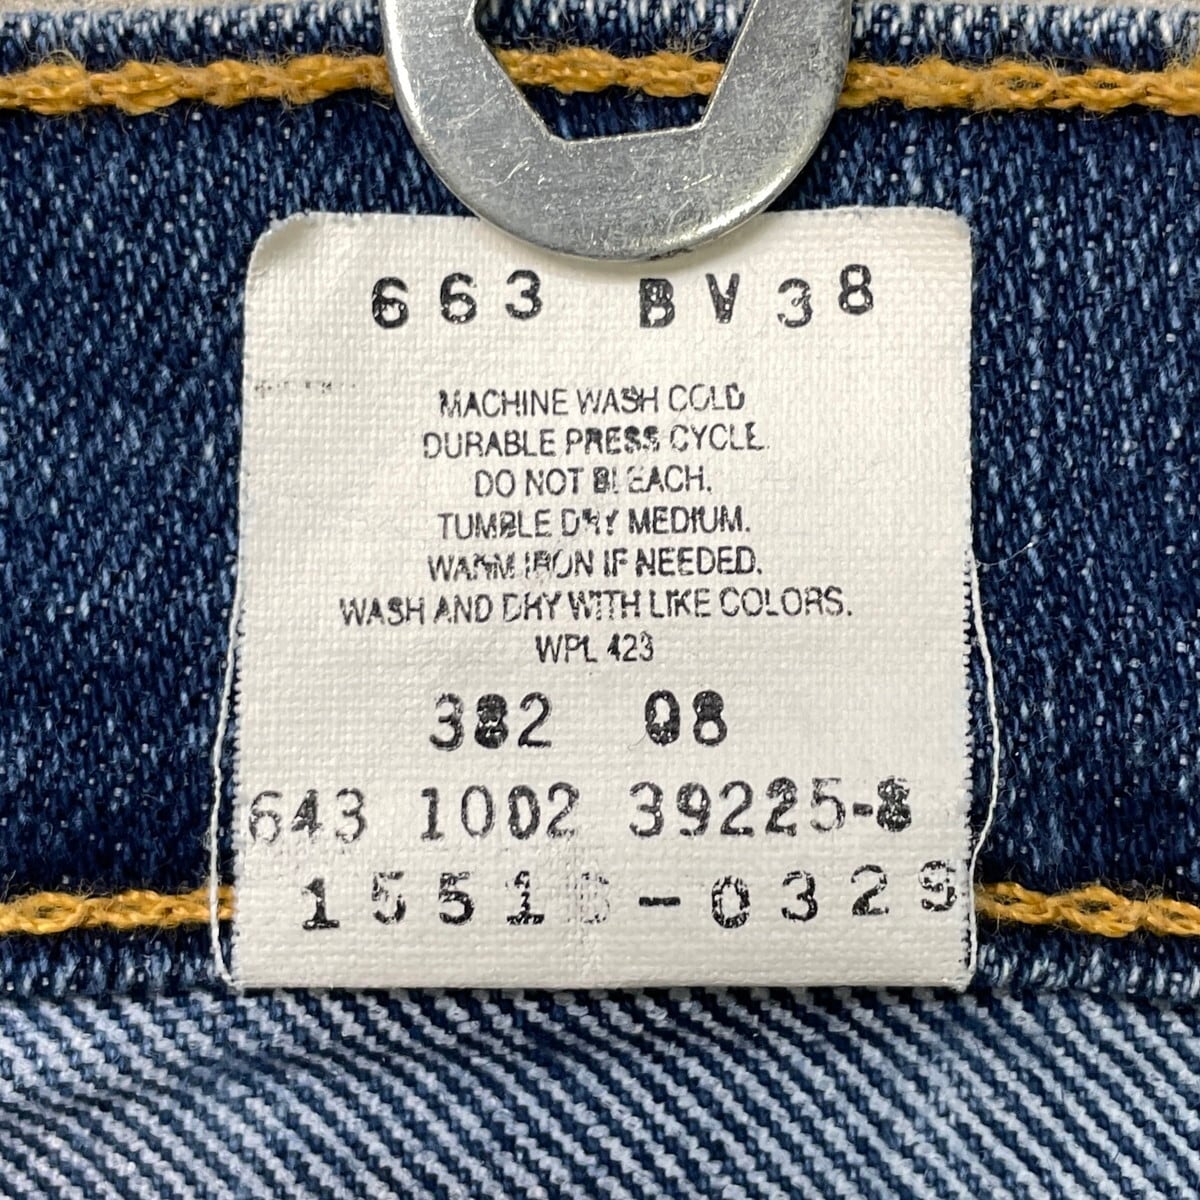 663 BV38
MACHINE WASH COLD
DURABLE PRESS CYCLE.
DO NOT BLEACH.
TUMBLE DRY MEDIUM.
WARM IRON IF NEEDED.
WASH AND DRY WITH LIKE COLORS.
WPL 423
382 08
643 1002 39225-8